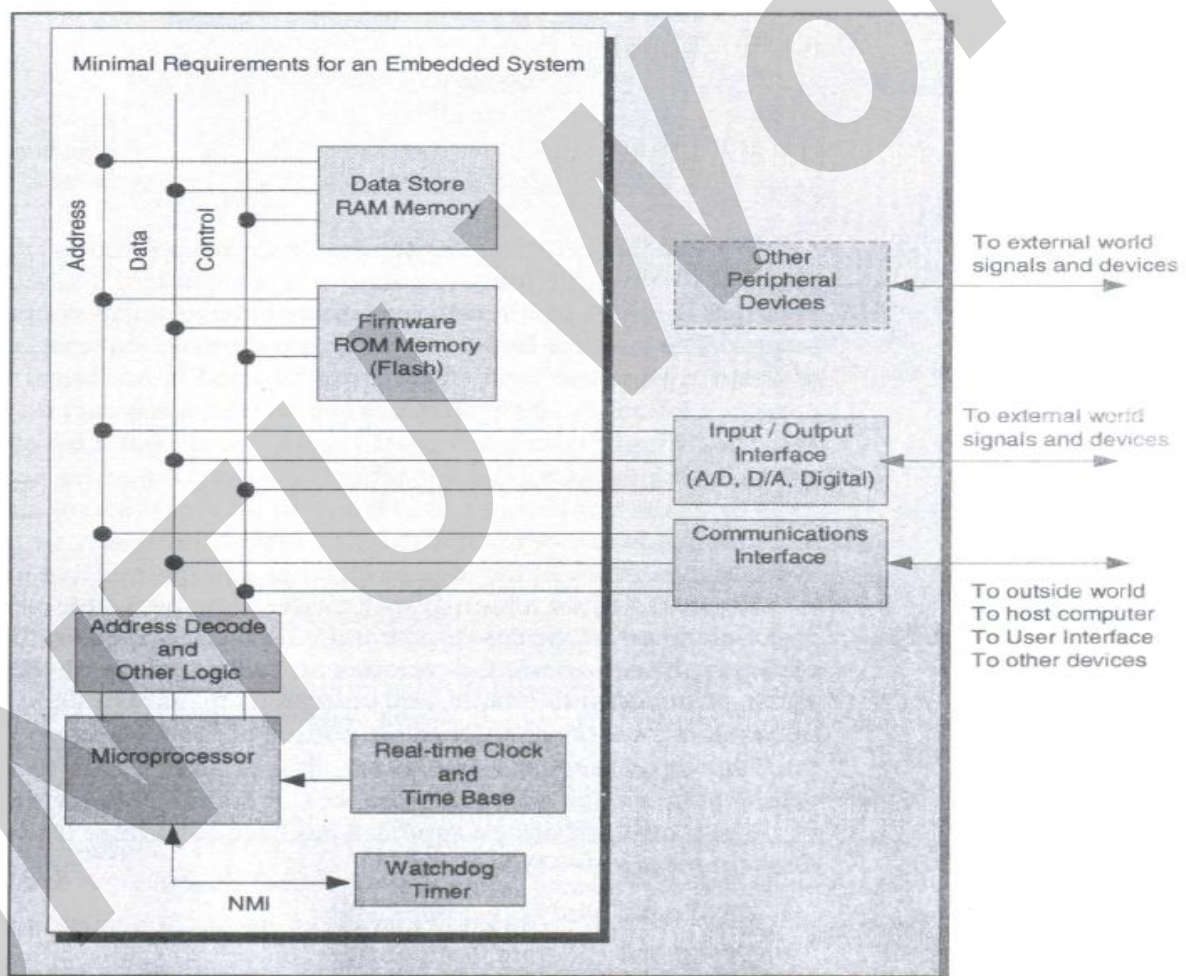 Minimal Requirements for an Embedded System
Address
Data
Control
Data Store
RAM Memory
Firmware
ROM Memory
(Flash)
Other
Peripheral
Devices
To external world
signals and devices
Input / Output
Interface
(A/D, D/A, Digital)
To external world
signals and devices
Communications
Interface
To outside world
To host computer
To User Interface
To other devices
Address Decode
and
Other Logic
Microprocessor
Real-time Clock
and
Time Base
Watchdog
Timer
NMI